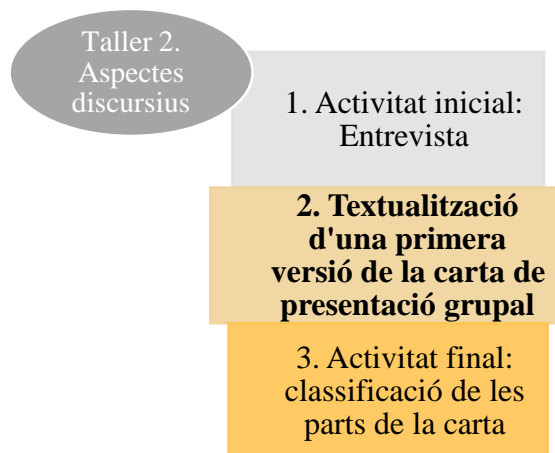 Taller 2.
Aspectes
discursius
1. Activitat inicial:
Entrevista
2. Textualització
d'una primera
versió de la carta de
presentació grupal
3. Activitat final:
classificació de les
parts de la carta